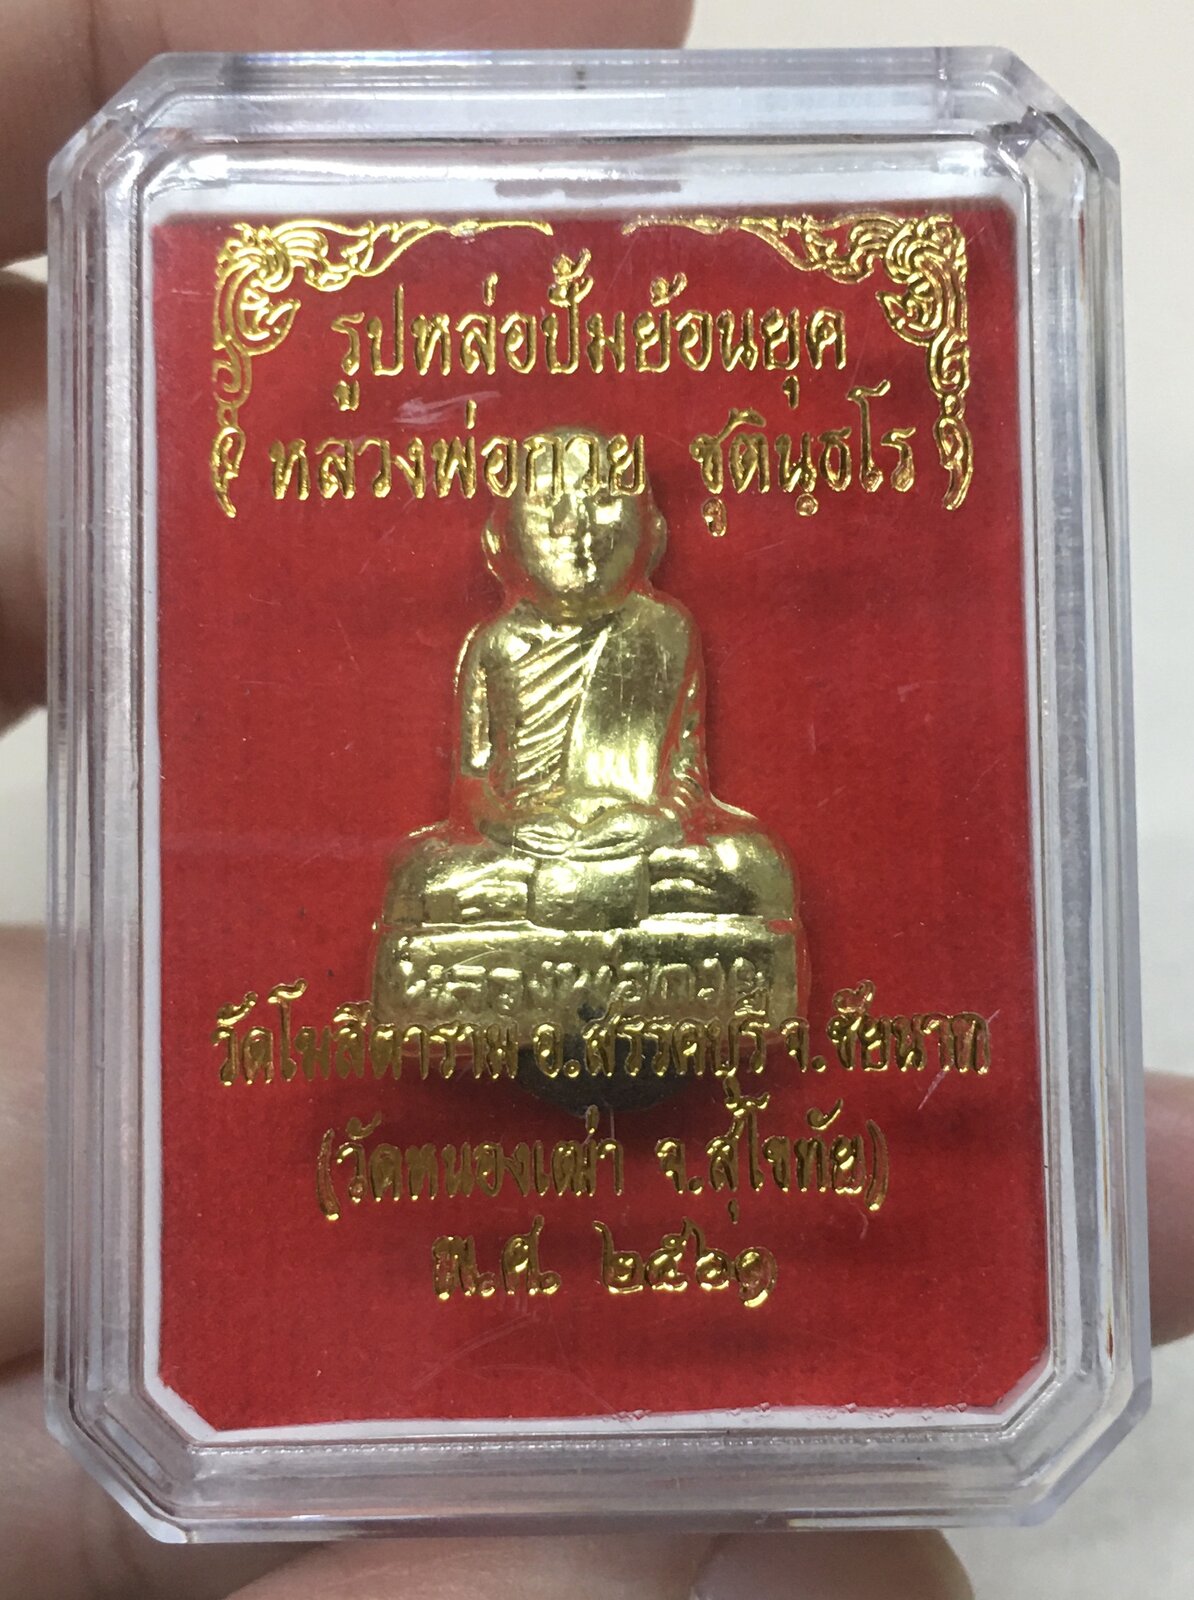 รูปหล่อปั๊มย้อนยุค
หลวงพ่อกวย ชุตินฺธโร
หลวงพ่อกวย
วัดโฆสิตาราม อ.สรรคบุรี จ.ชัยนาท
(วัดหนองเฒ่า จ.สุโขทัย)
พ.ศ. ๒๕๖๑